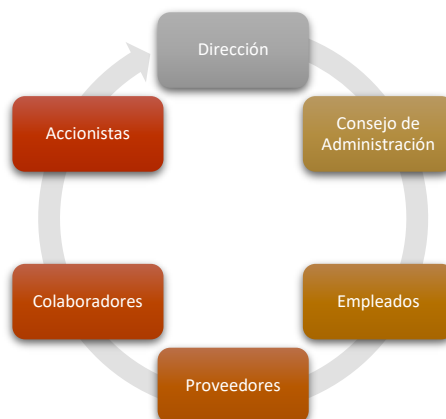 Dirección
Consejo de
Administración
Empleados
Proveedores
Colaboradores
Accionistas